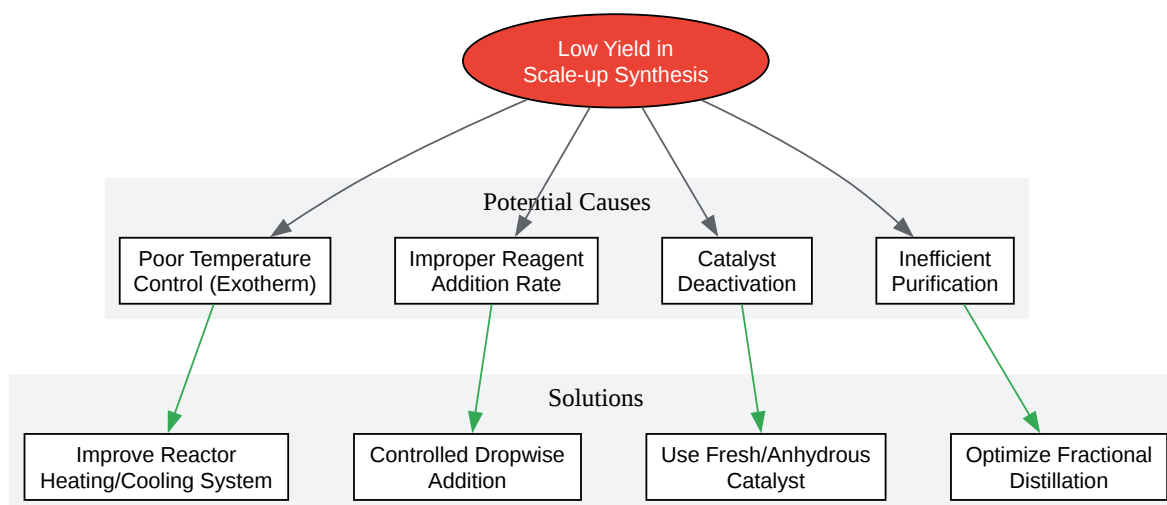 Low Yield in
Scale-up Synthesis
Potential Causes
Poor Temperature
Control (Exotherm)
Improper Reagent
Addition Rate
Catalyst
Deactivation
Inefficient
Purification
Solutions
Improve Reactor
Heating/Cooling System
Controlled Dropwise
Addition
Use Fresh/Anhydrous
Catalyst
Optimize Fractional
Distillation